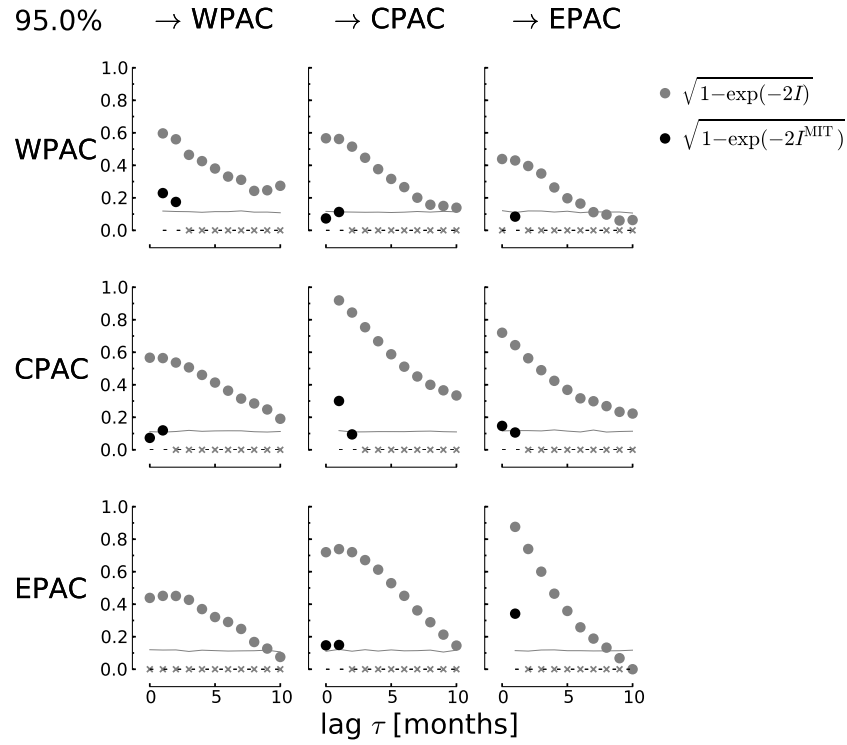 95.0% → WPAC → CPAC → EPAC
√1−exp(−2I)
√1−exp(−2I^MIT)
WPAC
1.0
0.8
0.6
0.4
0.2
0.0
CPAC
1.0
0.8
0.6
0.4
0.2
0.0
EPAC
1.0
0.8
0.6
0.4
0.2
0.0
0 5 10 0 5 10 0 5 10
lag τ [months]